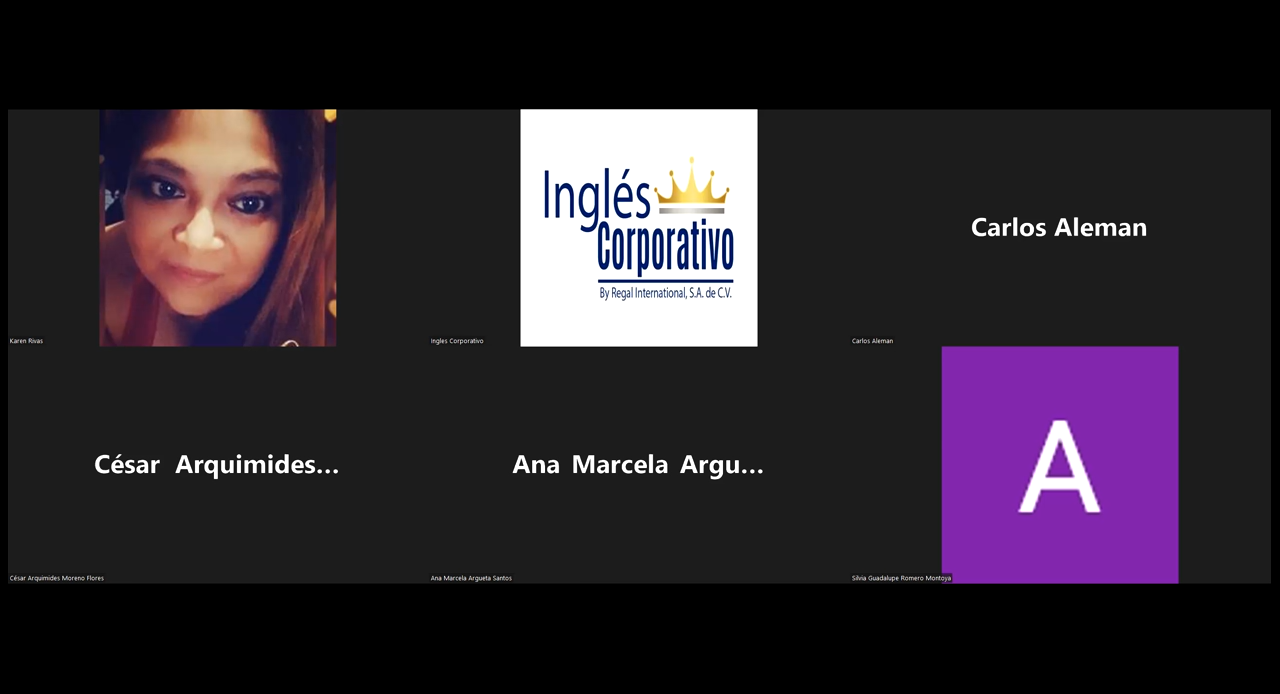 Inglés
Corporativo
By Regal International, S.A. de C.V.
Carlos Aleman
Karen Rivas
Ingles Corporativo
Carlos Aleman
César Arquimides...
Ana Marcela Argu...
A
César Arquimides Moreno Flores
Ana Marcela Argueta Santos
Silvia Guadalupe Romero Montoya